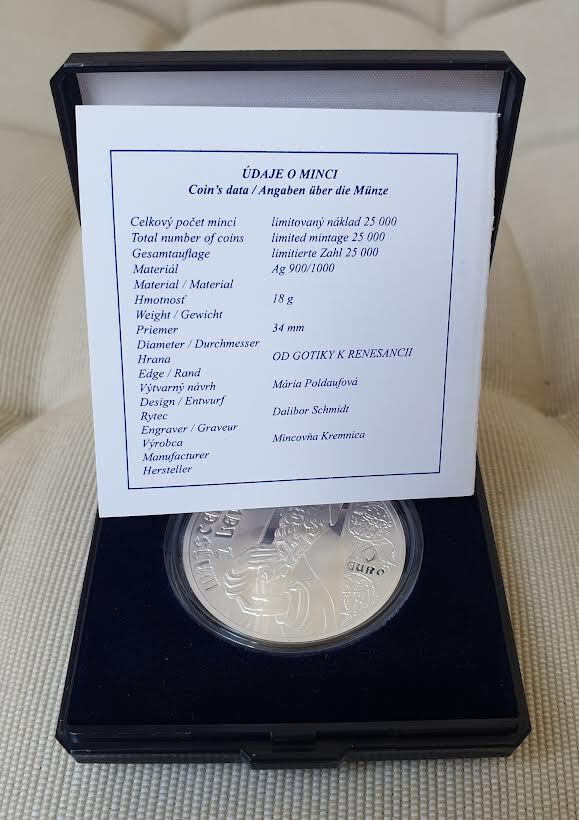 ÚDAJE O MINCI
Coin's data / Angaben über die Münze
Celkový počet mincí limitovaný náklad 25 000
Total number of coins limited mintage 25 000
Gesamtauflage limitierte Zahl 25 000
Materiál Ag 900/1000
Material / Material
Hmotnosť 18 g
Weight / Gewicht
Priemer 34 mm
Diameter / Durchmesser
Hrana OD GOTIKY K RENESANCII
Edge / Rand
Výtvarný návrh Mária Poldaufová
Design / Entwurf
Rytec Dalibor Schmidt
Engraver / Graveur
Výrobca Mincovňa Kremnica
Manufacturer
Hersteller
EURO